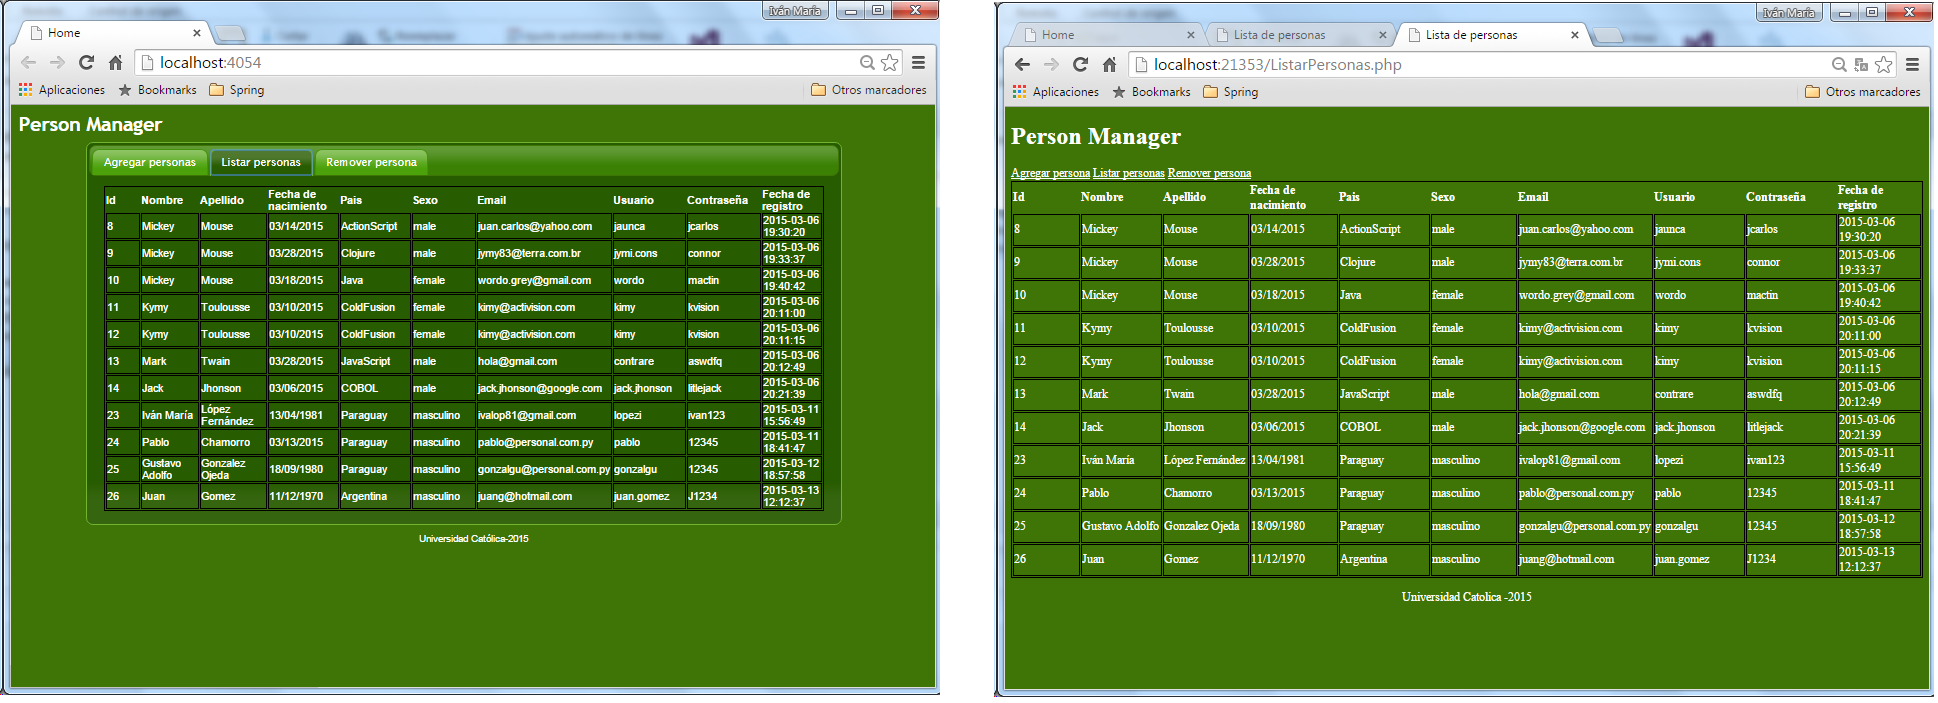 Iván María
Home
localhost:4054
Aplicaciones Bookmarks Spring Otros marcadores
Person Manager
Agregar personas Listar personas Remover persona
Id Nombre Apellido Fecha de nacimiento Pais Sexo Email Usuario Contraseña Fecha de registro
8 Mickey Mouse 03/14/2015 ActionScript male juan.carlos@yahoo.com jaunca jcarlos 2015-03-06 19:30:20
9 Mickey Mouse 03/28/2015 Clojure male jymy83@terra.com.br jymi.cons connor 2015-03-06 19:33:37
10 Mickey Mouse 03/18/2015 Java female wordo.grey@gmail.com wordo mactin 2015-03-06 19:40:42
11 Kymy Toulousse 03/10/2015 ColdFusion female kimy@activision.com kimy kvision 2015-03-06 20:11:00
12 Kymy Toulousse 03/10/2015 ColdFusion female kimy@activision.com kimy kvision 2015-03-06 20:11:15
13 Mark Twain 03/28/2015 JavaScript male hola@gmail.com contrare aswdfq 2015-03-06 20:12:49
14 Jack Jhonson 03/06/2015 COBOL male jack.jhonson@google.com jack.jhonson litlejack 2015-03-06 20:21:39
23 Iván María López Fernández 13/04/1981 Paraguay masculino ivalop81@gmail.com lopezi ivan123 2015-03-11 15:56:49
24 Pablo Chamorro 03/13/2015 Paraguay masculino pablo@personal.com.py pablo 12345 2015-03-11 18:41:47
25 Gustavo Adolfo Gonzalez Ojeda 18/09/1980 Paraguay masculino gonzalgu@personal.com.py gonzalgu 12345 2015-03-12 18:57:58
26 Juan Gomez 11/12/1970 Argentina masculino juang@hotmail.com juan.gomez J1234 2015-03-13 12:12:37
Universidad Católica-2015
Iván María
Home Lista de personas Lista de personas
localhost:21353/ListarPersonas.php
Aplicaciones Bookmarks Spring Otros marcadores
Person Manager
Agregar persona Listar personas Remover persona
Id Nombre Apellido Fecha de nacimiento Pais Sexo Email Usuario Contraseña Fecha de registro
8 Mickey Mouse 03/14/2015 ActionScript male juan.carlos@yahoo.com jaunca jcarlos 2015-03-06 19:30:20
9 Mickey Mouse 03/28/2015 Clojure male jymy83@terra.com.br jymi.cons connor 2015-03-06 19:33:37
10 Mickey Mouse 03/18/2015 Java female wordo.grey@gmail.com wordo mactin 2015-03-06 19:40:42
11 Kymy Toulousse 03/10/2015 ColdFusion female kimy@activision.com kimy kvision 2015-03-06 20:11:00
12 Kymy Toulousse 03/10/2015 ColdFusion female kimy@activision.com kimy kvision 2015-03-06 20:11:15
13 Mark Twain 03/28/2015 JavaScript male hola@gmail.com contrare aswdfq 2015-03-06 20:12:49
14 Jack Jhonson 03/06/2015 COBOL male jack.jhonson@google.com jack.jhonson litlejack 2015-03-06 20:21:39
23 Iván María López Fernández 13/04/1981 Paraguay masculino ivalop81@gmail.com lopezi ivan123 2015-03-11 15:56:49
24 Pablo Chamorro 03/13/2015 Paraguay masculino pablo@personal.com.py pablo 12345 2015-03-11 18:41:47
25 Gustavo Adolfo Gonzalez Ojeda 18/09/1980 Paraguay masculino gonzalgu@personal.com.py gonzalgu 12345 2015-03-12 18:57:58
26 Juan Gomez 11/12/1970 Argentina masculino juang@hotmail.com juan.gomez J1234 2015-03-13 12:12:37
Universidad Catolica -2015